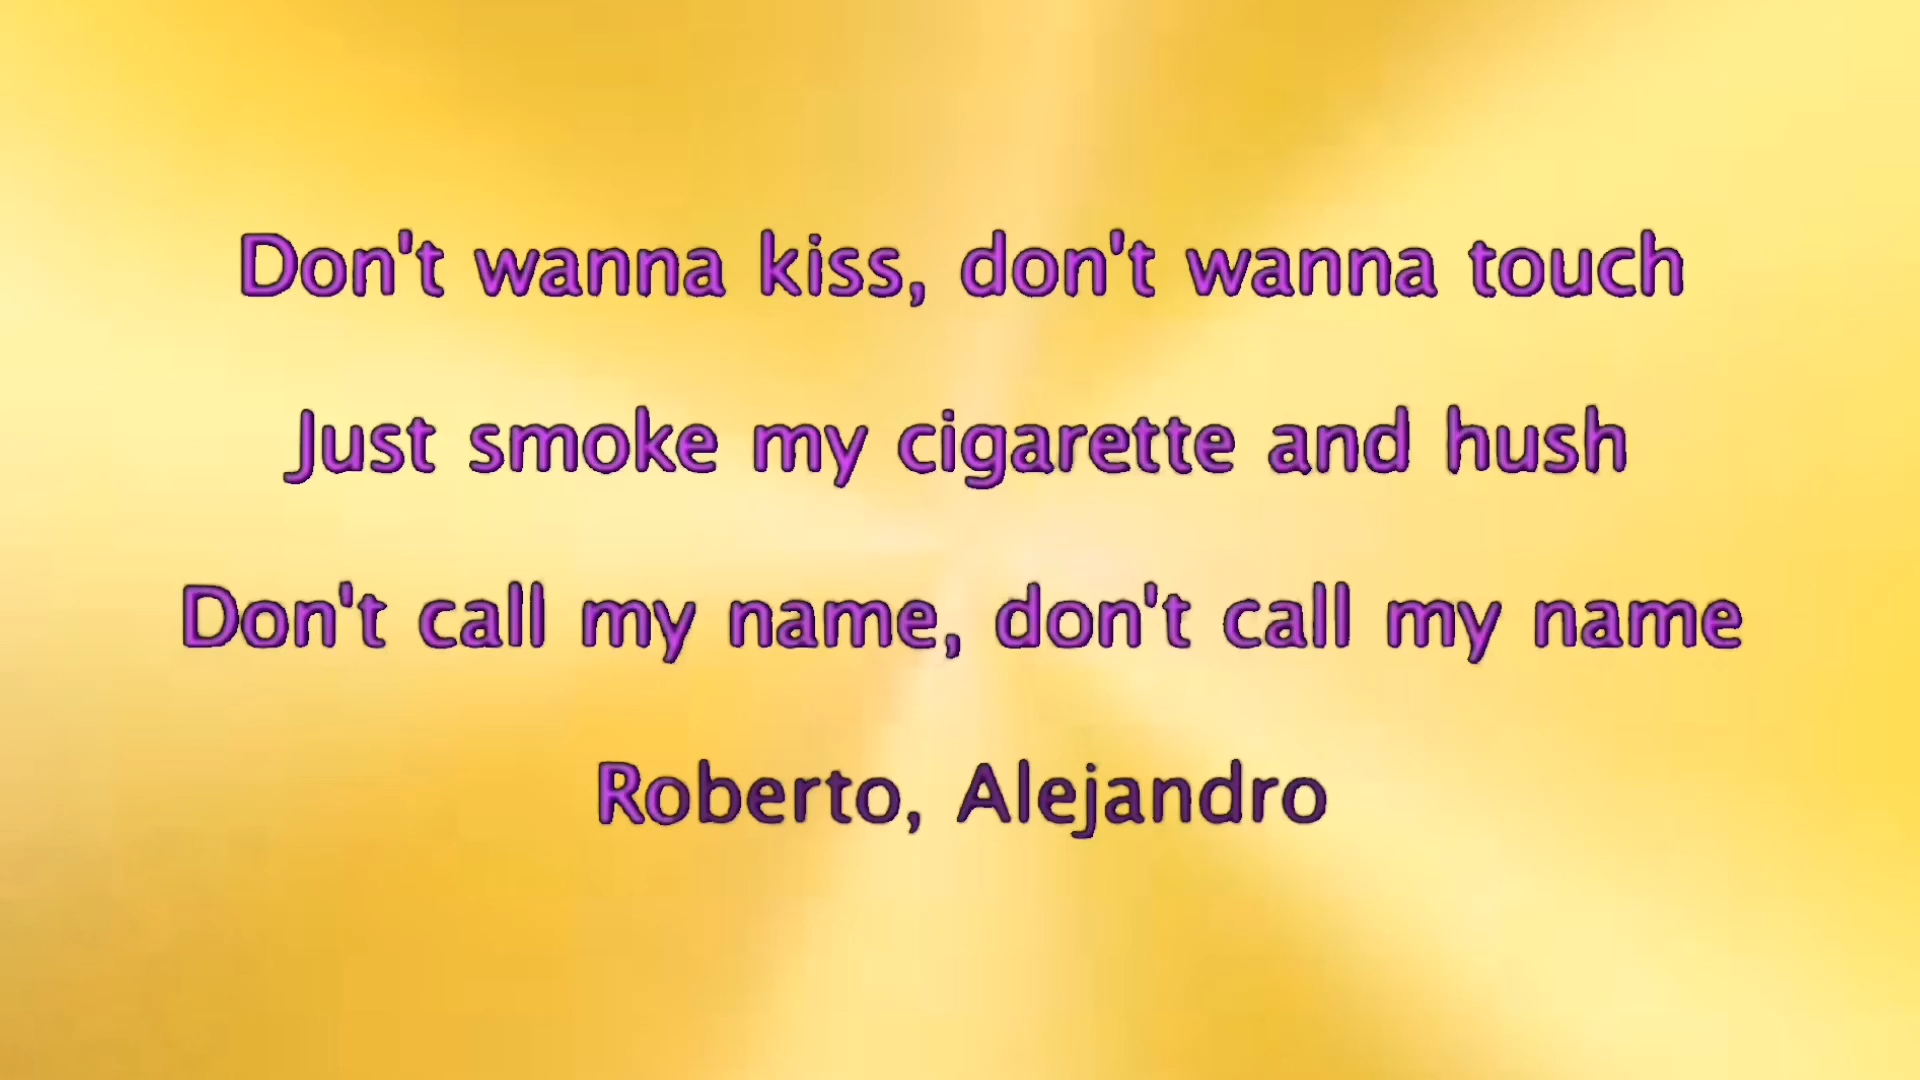 Don't wanna kiss, don't wanna touch
Just smoke my cigarette and hush
Don't call my name, don't call my name
Roberto, Alejandro